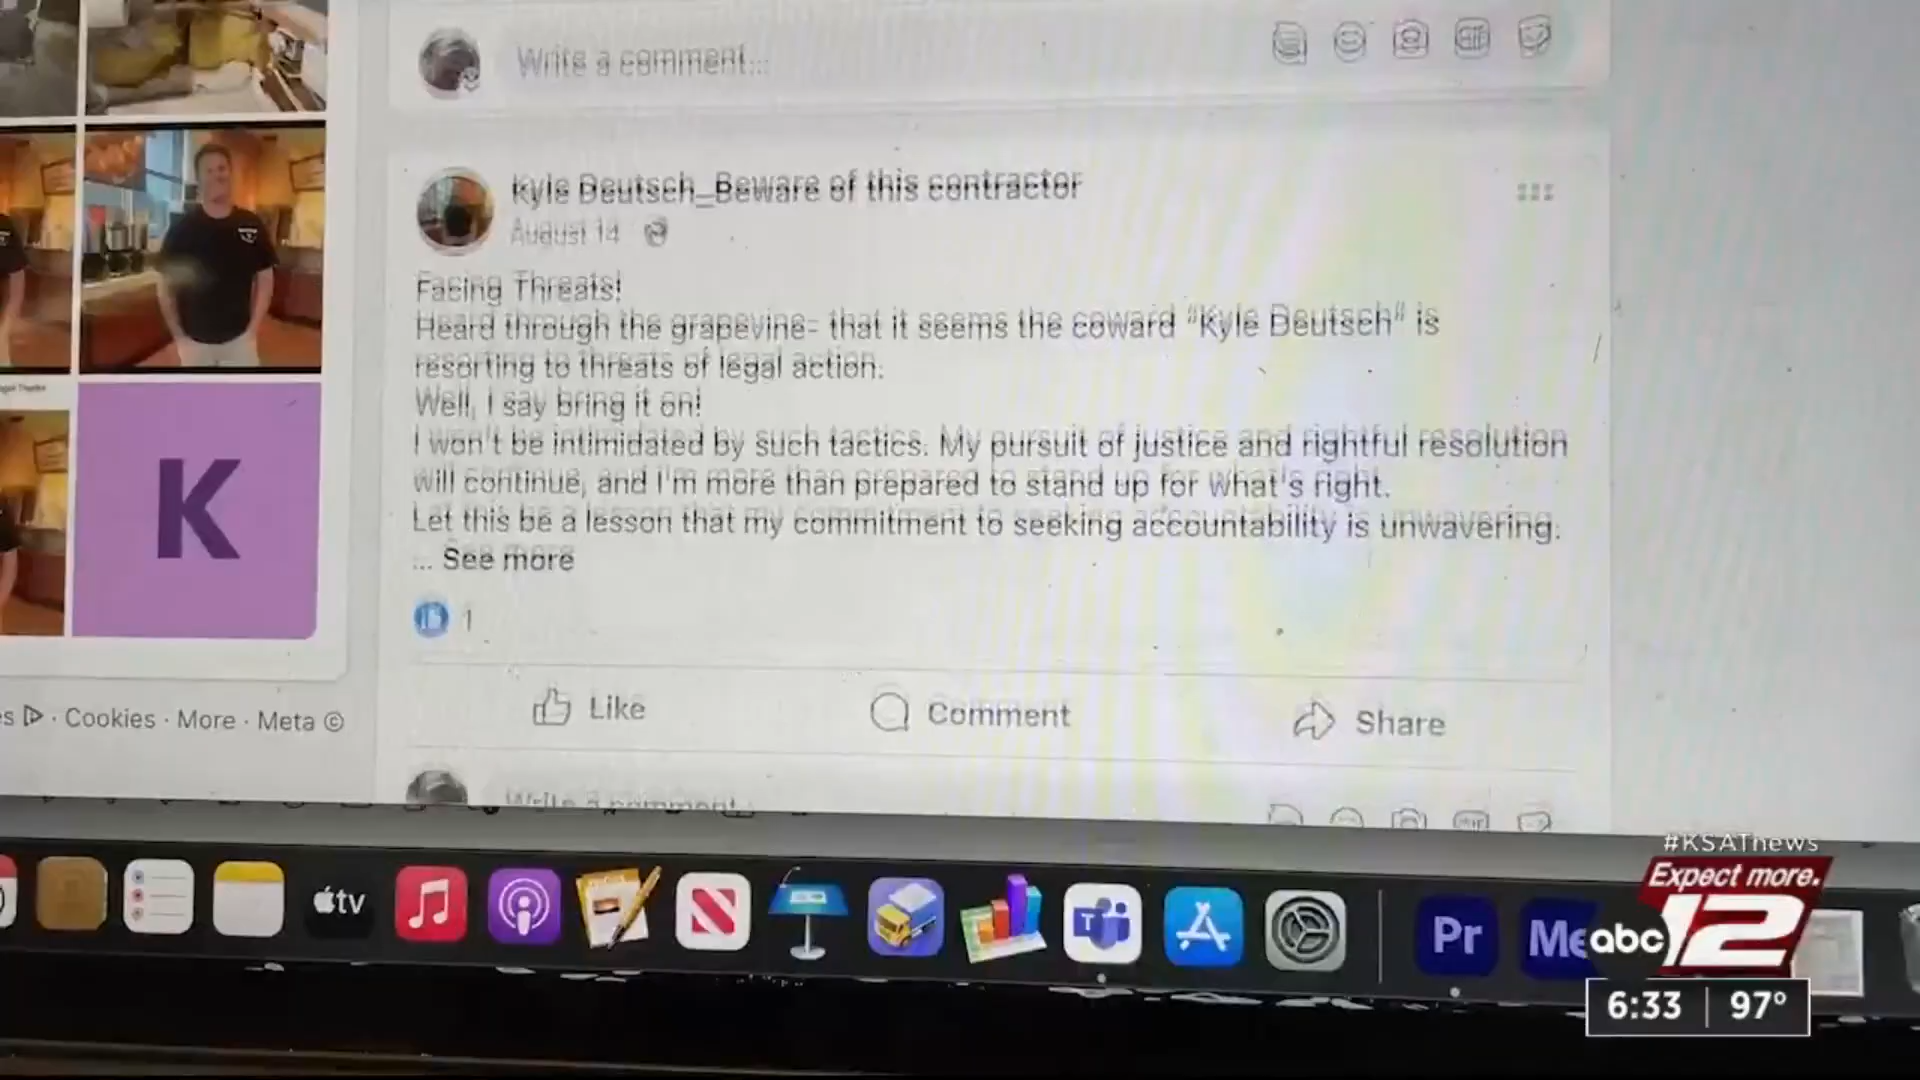 Write a comment...
Kyle Deutsch_Beware of this contractor
August 14
Facing Threats!
Heard through the grapevine- that it seems the coward "Kyle Deutsch" is
resorting to threats of legal action.
Well, I say bring it on!
I won't be intimidated by such tactics. My pursuit of justice and rightful resolution
will continue, and I'm more than prepared to stand up for what's right.
Let this be a lesson that my commitment to seeking accountability is unwavering.
... See more
1
Like
Comment
Share
Write a comment...
K
· Cookies · More · Meta ©
tv
Pr
Me
#KSATnews
Expect more.
abc 12
6:33 97°